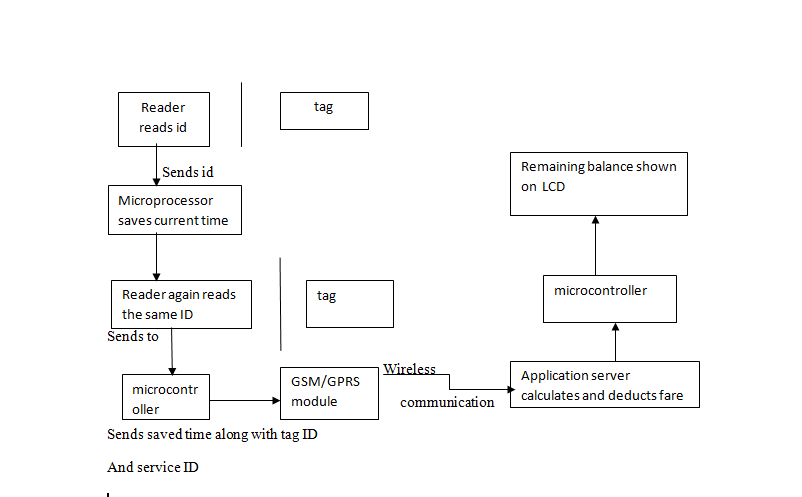 Reader
reads id
tag
Sends id
Microprocessor
saves current time
Reader again reads
the same ID
tag
Sends to
microcontr
oller
GSM/GPRS
module
Wireless
communication
Application server
calculates and deducts fare
microcontroller
Remaining balance shown
on LCD
Sends saved time along with tag ID
And service ID